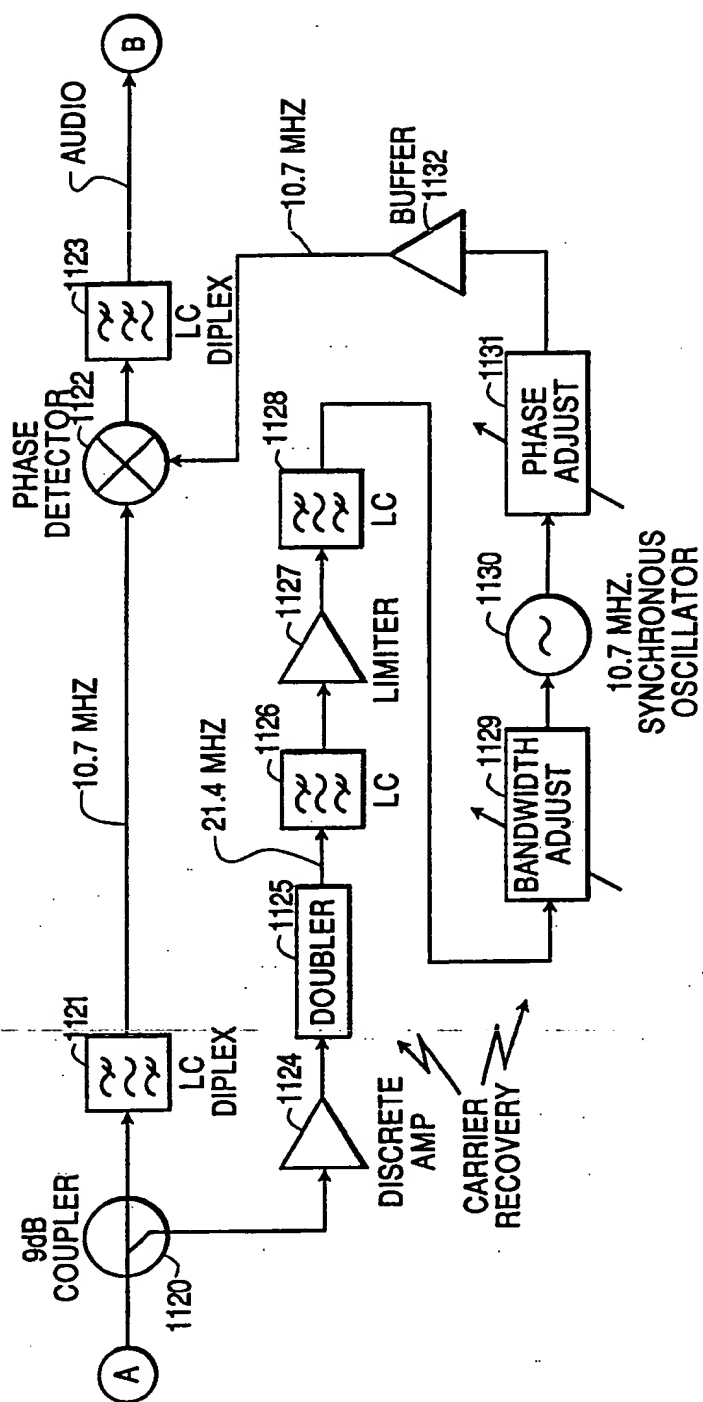 A
9dB
COUPLER
1120
1121
LC
DIPLEX
10.7 MHZ
PHASE
DETECTOR
1122
1123
LC
DIPLEX
AUDIO
B
1124
DISCRETE
AMP
1125
DOUBLER
21.4 MHZ
1126
LC
1127
LIMITER
1128
LC
10.7 MHZ
BUFFER
1132
CARRIER
RECOVERY
1129
BANDWIDTH
ADJUST
1130
10.7 MHZ.
SYNCHRONOUS
OSCILLATOR
1131
PHASE
ADJUST